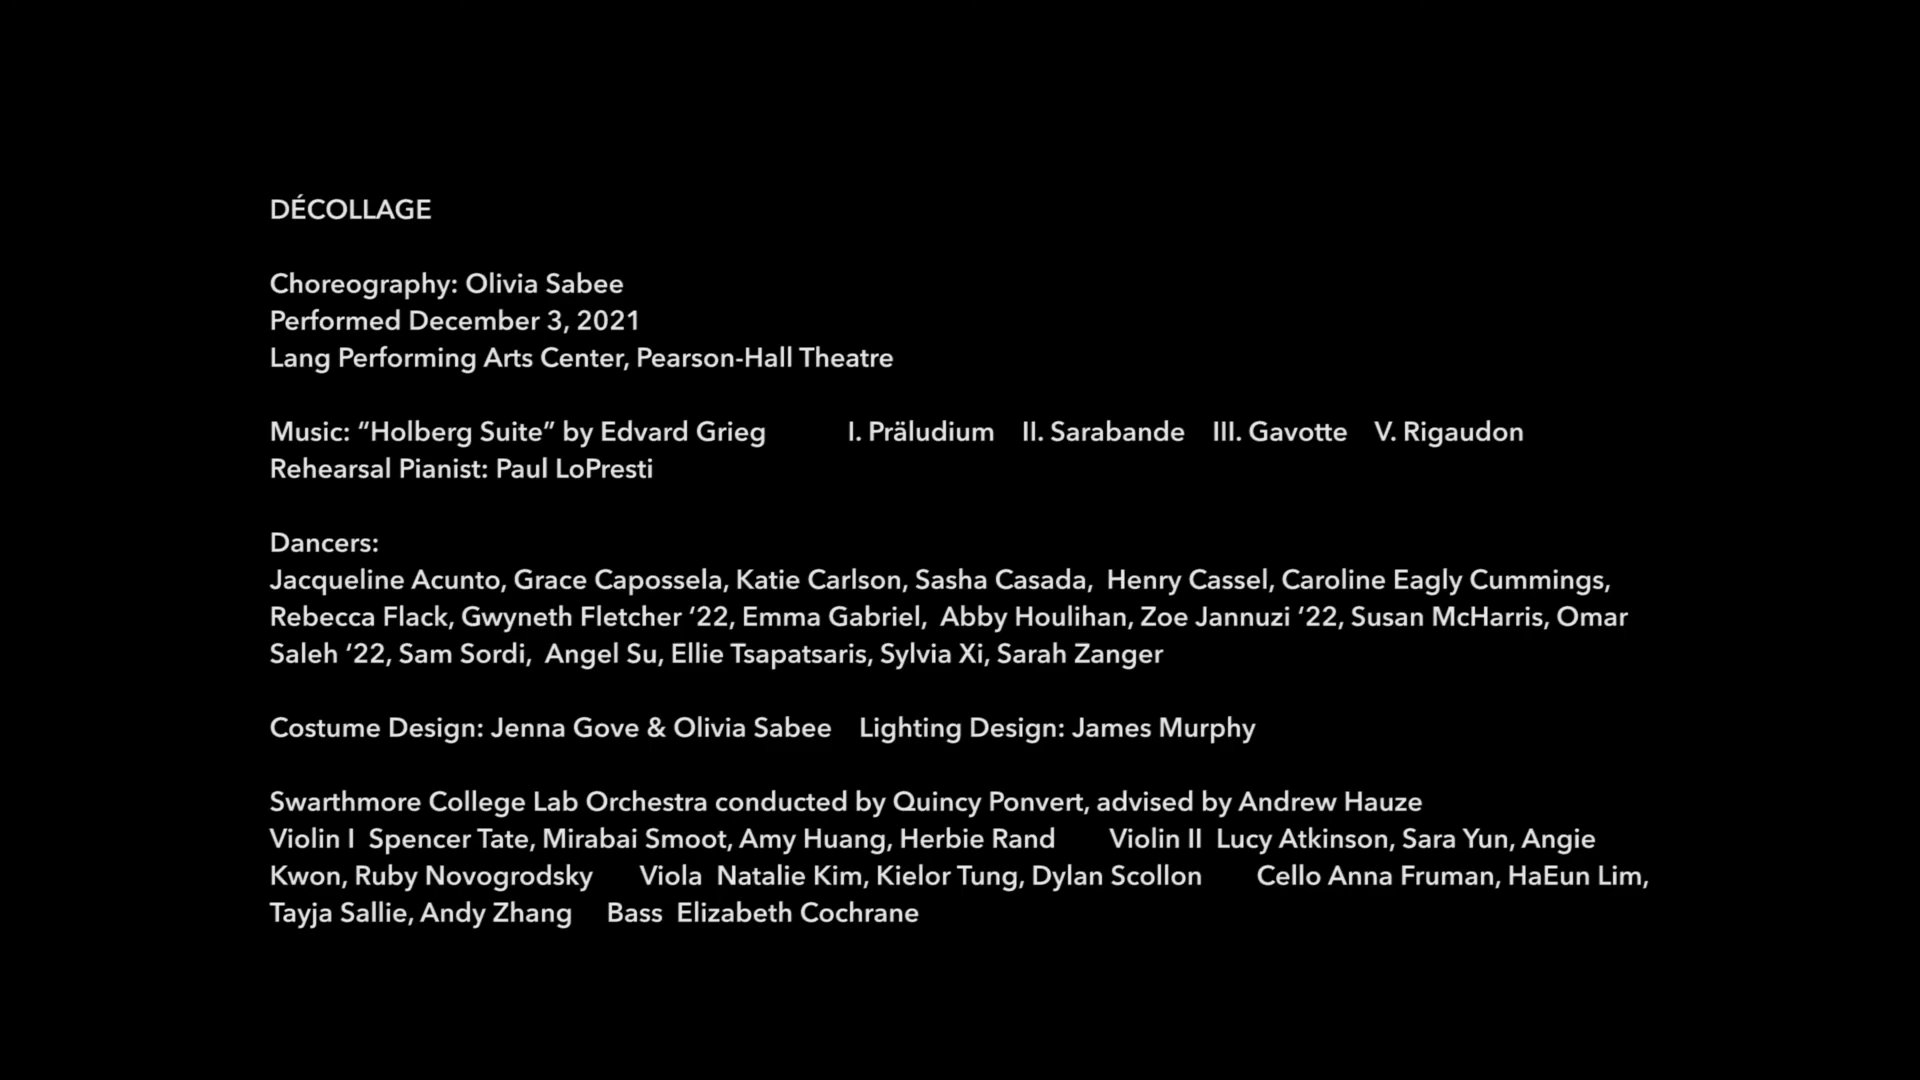 DÉCOLLAGE
Choreography: Olivia Sabee
Performed December 3, 2021
Lang Performing Arts Center, Pearson-Hall Theatre
Music: “Holberg Suite” by Edvard Grieg I. Präludium II. Sarabande III. Gavotte V. Rigaudon
Rehearsal Pianist: Paul LoPresti
Dancers:
Jacqueline Acunto, Grace Capossela, Katie Carlson, Sasha Casada, Henry Cassel, Caroline Eagly Cummings,
Rebecca Flack, Gwyneth Fletcher ‘22, Emma Gabriel, Abby Houlihan, Zoe Jannuzi ‘22, Susan McHarris, Omar
Saleh ‘22, Sam Sordi, Angel Su, Ellie Tsapatsaris, Sylvia Xi, Sarah Zanger
Costume Design: Jenna Gove & Olivia Sabee Lighting Design: James Murphy
Swarthmore College Lab Orchestra conducted by Quincy Ponvert, advised by Andrew Hauze
Violin I Spencer Tate, Mirabai Smoot, Amy Huang, Herbie Rand Violin II Lucy Atkinson, Sara Yun, Angie
Kwon, Ruby Novogrodsky Viola Natalie Kim, Kielor Tung, Dylan Scollon Cello Anna Fruman, HaEun Lim,
Tayja Sallie, Andy Zhang Bass Elizabeth Cochrane